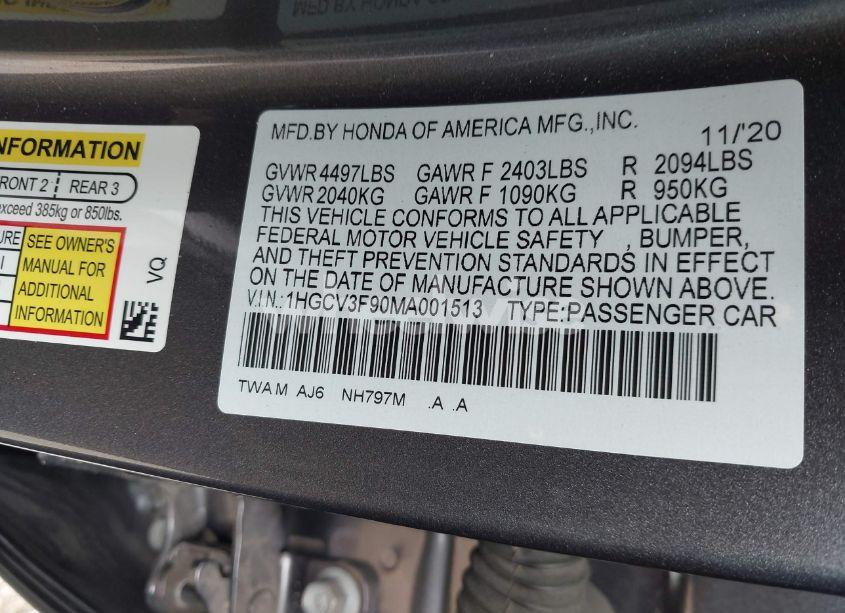 INFORMATION
FRONT 2 REAR 3
exceed 385kg or 850lbs.
SEE OWNER'S
MANUAL FOR
ADDITIONAL
INFORMATION
VQ
MFD.BY HONDA OF AMERICA MFG.,INC. 11/'20
GVWR 4497LBS GAWR F 2403LBS R 2094LBS
GVWR 2040KG GAWR F 1090KG R 950KG
THIS VEHICLE CONFORMS TO ALL APPLICABLE
FEDERAL MOTOR VEHICLE SAFETY , BUMPER,
AND THEFT PREVENTION STANDARDS IN EFFECT
ON THE DATE OF MANUFACTURE SHOWN ABOVE.
V.I.N.:1HGCV3F90MA001513 TYPE:PASSENGER CAR
TWA M AJ6 NH797M .A .A